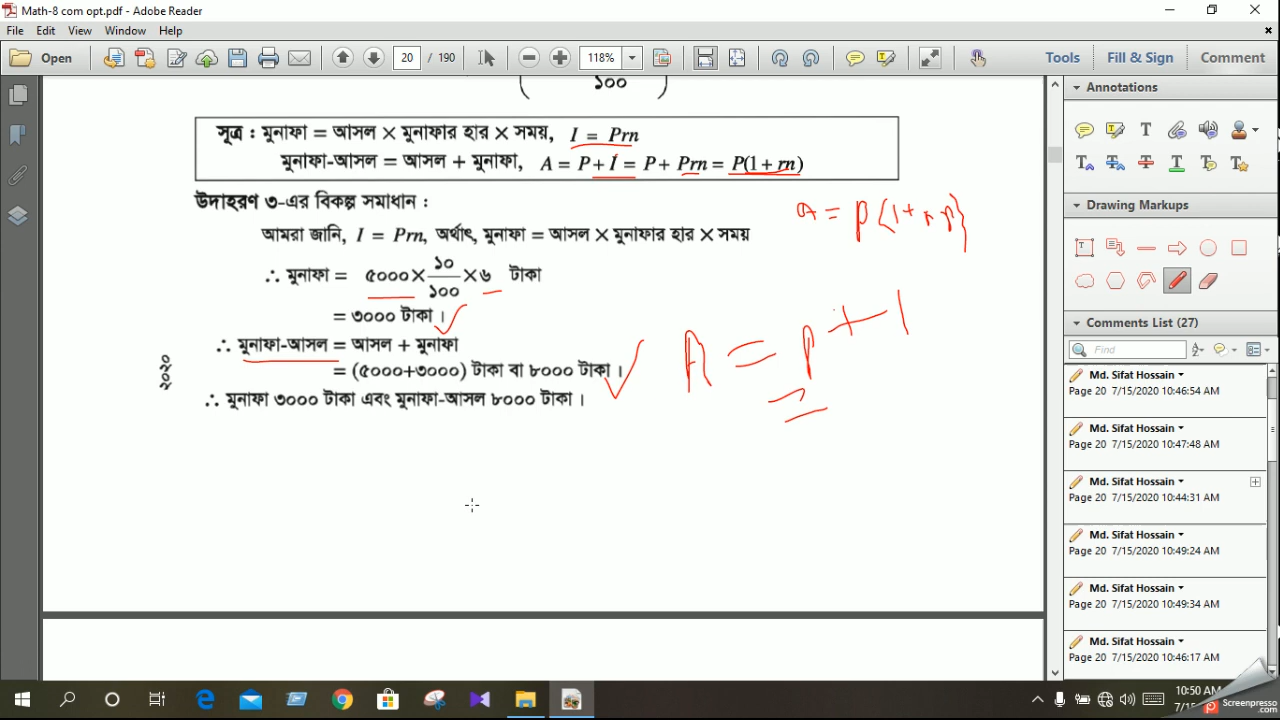 Math-8 com opt.pdf - Adobe Reader
File Edit View Window Help
Open 20 / 190 118% Tools Fill & Sign Comment
১০০
সূত্র : মুনাফা = আসল × মুনাফার হার × সময়, I = Prn
মুনাফা-আসল = আসল + মুনাফা, A = P + I = P + Prn = P(1 + rn)
উদাহরণ ৩-এর বিকল্প সমাধান :
A = P(1+rn)
আমরা জানি, I = Prn, অর্থাৎ, মুনাফা = আসল × মুনাফার হার × সময়
∴ মুনাফা = ৫০০০ × ১০/১০০ × ৬ টাকা
= ৩০০০ টাকা।
∴ মুনাফা-আসল = আসল + মুনাফা
A = P + I
= (৫০০০+৩০০০) টাকা বা ৮০০০ টাকা।
∴ মুনাফা ৩০০০ টাকা এবং মুনাফা-আসল ৮০০০ টাকা।
২০২০
Annotations
Drawing Markups
Comments List (27)
Find
Md. Sifat Hossain
Page 20 7/15/2020 10:46:54
Md. Sifat Hossain
Page 20 7/15/2020 10:47:48
Md. Sifat Hossain
Page 20 7/15/2020 10:44:31 AM
Md. Sifat Hossain
Page 20 7/15/2020 10:49:24 AM
Md. Sifat Hossain
Page 20 7/15/2020 10:49:34 AM
Md. Sifat Hossain
Page 20 7/15/2020 10:46:17 AM
10:50 AM
Screenpresso.com